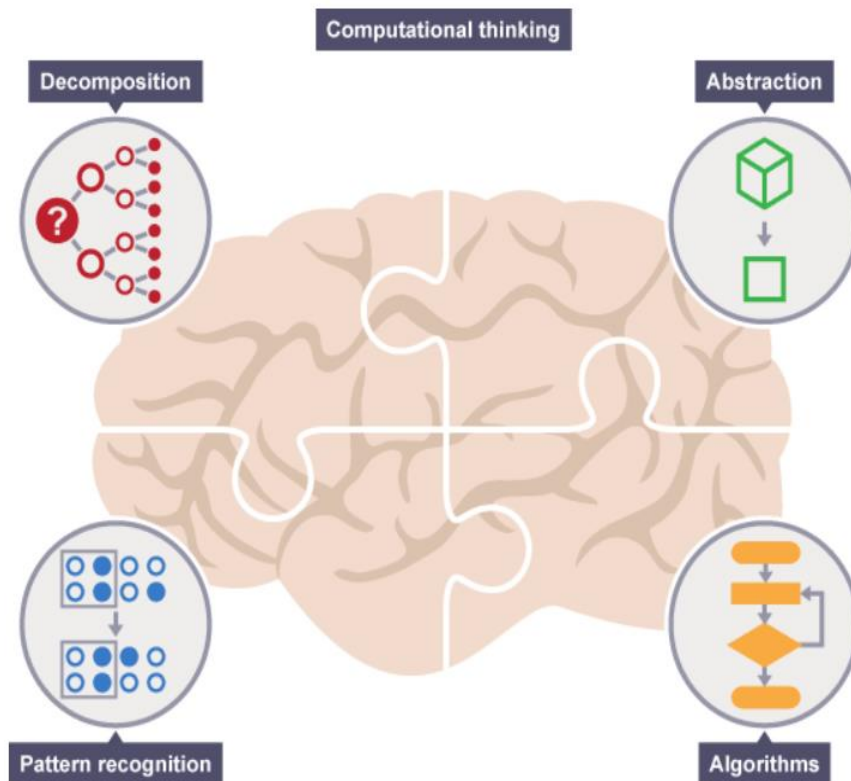 Computational thinking
Decomposition
Abstraction
?
Pattern recognition
Algorithms